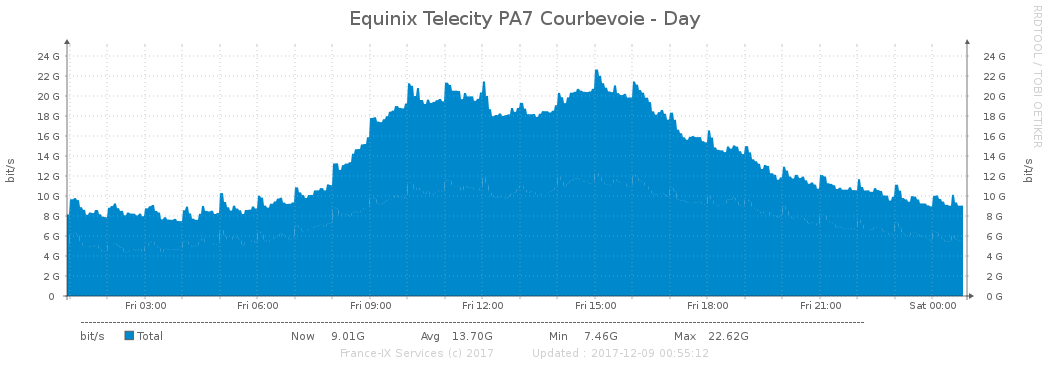 Equinix Telecity PA7 Courbevoie - Day
RRDTOOL / TOBI OETIKER
24 G 24 G
22 G 22 G
20 G 20 G
18 G 18 G
16 G 16 G
14 G 14 G
12 G 12 G
10 G 10 G
8 G 8 G
6 G 6 G
4 G 4 G
2 G 2 G
0 0 G
bit/s
bit/s
Fri 03:00 Fri 06:00 Fri 09:00 Fri 12:00 Fri 15:00 Fri 18:00 Fri 21:00 Sat 00:00
bit/s Total Now 9.01G Avg 13.70G Min 7.46G Max 22.62G
France-IX Services (c) 2017 Updated : 2017-12-09 00:55:12